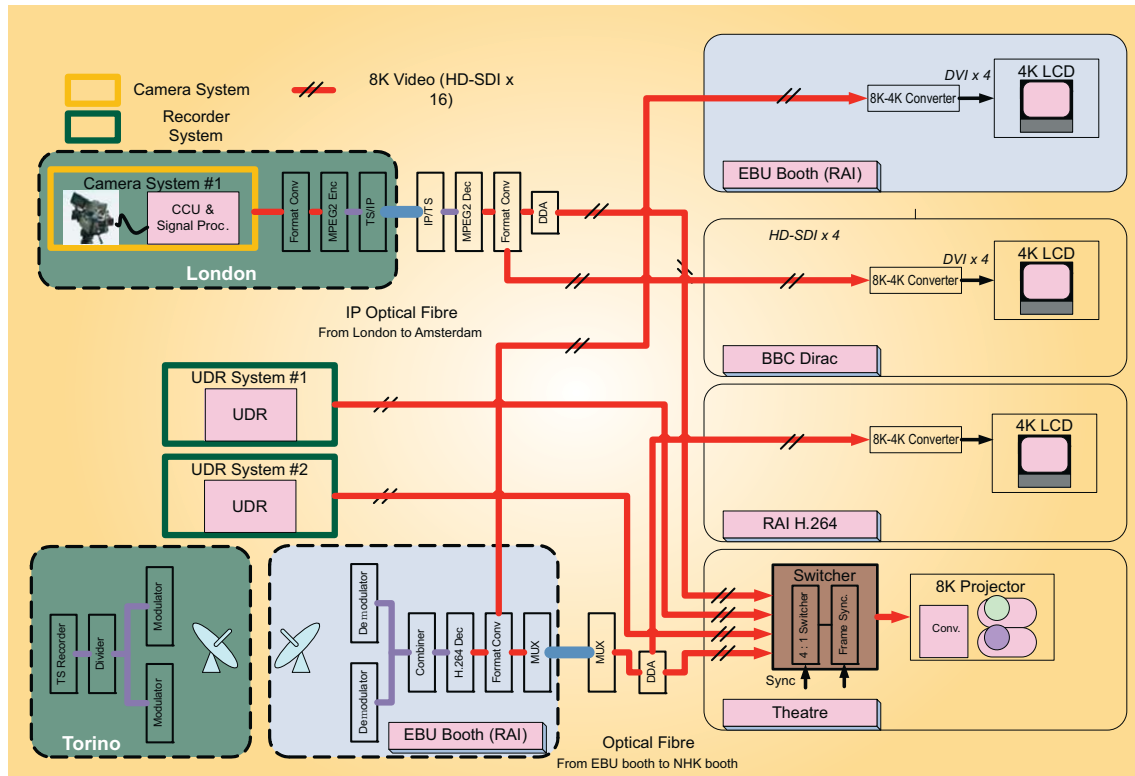 Camera System
8K Video (HD-SDI x
16)
Recorder
System
Camera System #1
CCU &
Signal Proc.
London
Format Conv
MPEG2 Enc
TS/IP
IP/TS
MPEG2 Dec
Format Conv
DDA
IP Optical Fibre
From London to Amsterdam
8K-4K Converter
DVI x 4
4K LCD
EBU Booth (RAI)
HD-SDI x 4
8K-4K Converter
DVI x 4
4K LCD
BBC Dirac
UDR System #1
UDR
UDR System #2
UDR
8K-4K Converter
4K LCD
RAI H.264
TS Recorder
Divider
Modulator
Modulator
Torino
Demodulator
Demodulator
Combiner
H.264 Dec
Format Conv
MUX
EBU Booth (RAI)
MUX
DDA
Optical Fibre
From EBU booth to NHK booth
Switcher
4 : 1 Switcher
Frame Sync.
Sync
8K Projector
Conv.
Theatre